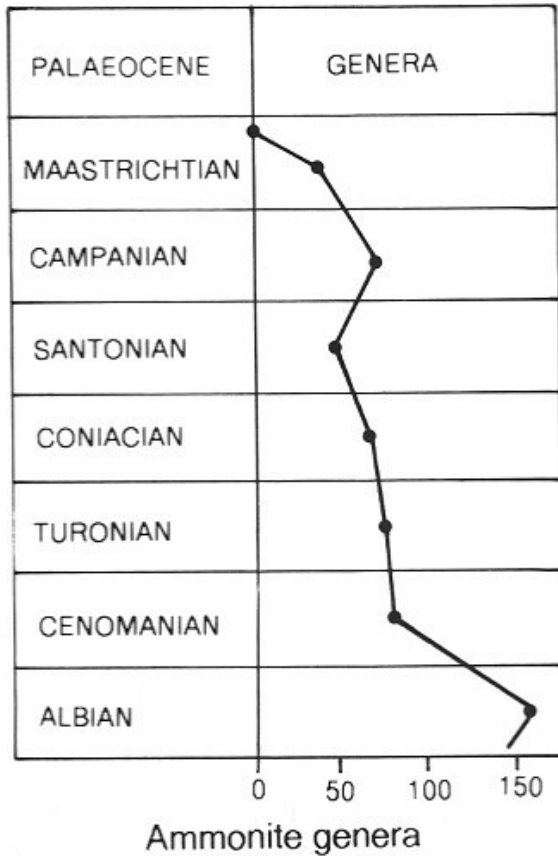 PALAEOCENE GENERA
MAASTRICHTIAN
CAMPANIAN
SANTONIAN
CONIACIAN
TURONIAN
CENOMANIAN
ALBIAN
0 50 100 150
Ammonite genera